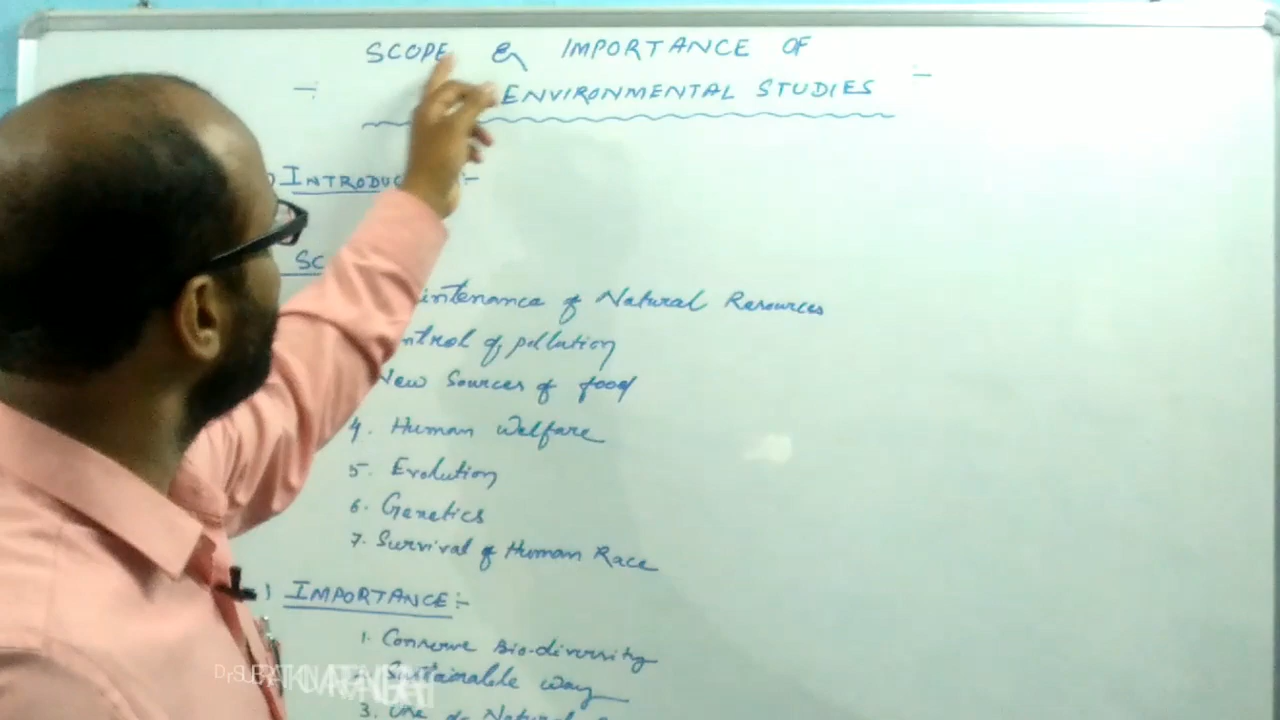 SCOPE & IMPORTANCE OF
ENVIRONMENTAL STUDIES
INTRODUC :-
SC
intenance of Natural Resources
ntrol of pollution
New Sources of food
4. Human Welfare
5. Evolution
6. Genetics
7. Survival of Human Race
) IMPORTANCE :-
1. Conserve Bio-diversity
Sustainable way
3. Use of Natural